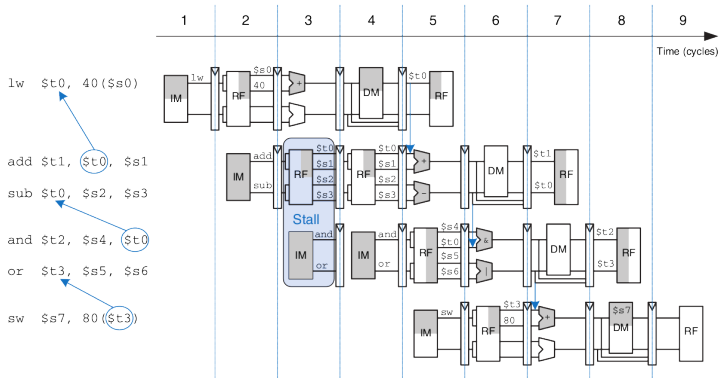 1 2 3 4 5 6 7 8 9
Time (cycles)
lw $t0, 40($s0)
IM lw RF $s0 40 + DM $t0 RF
add $t1, $t0, $s1
sub $t0, $s2, $s3
IM add sub RF $t0 $s1 $s2 $s3 RF $t0 $s1 $s2 $s3 + - DM $t1 $t0 RF
Stall
and $t2, $s4, $t0
or $t3, $s5, $s6
IM and or IM and or RF $s4 $t0 $s5 $s6 & | DM $t2 $t3 RF
sw $s7, 80($t3)
IM sw RF $t3 80 + $s7 DM RF